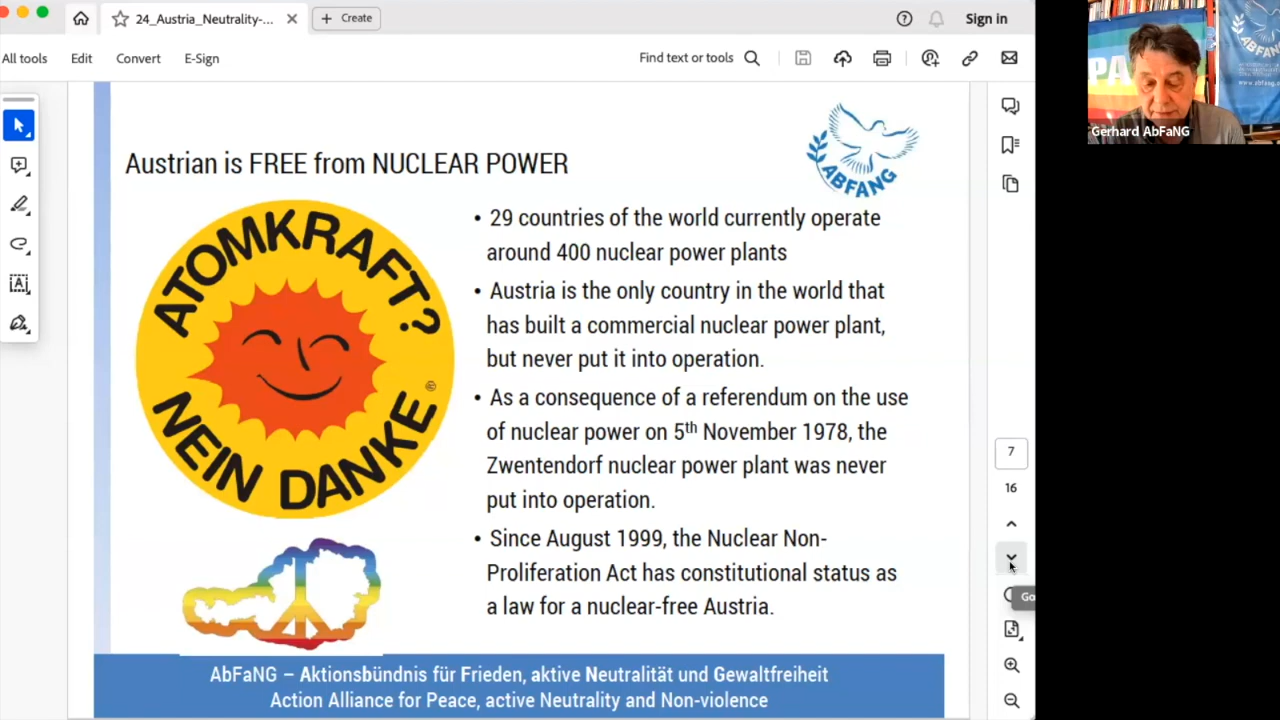 24_Austria_Neutrality-...
Create
Sign in
All tools
Edit
Convert
E-Sign
Find text or tools
Austrian is FREE from NUCLEAR POWER
ABFANG
ATOMKRAFT?
NEIN DANKE
• 29 countries of the world currently operate
around 400 nuclear power plants
• Austria is the only country in the world that
has built a commercial nuclear power plant,
but never put it into operation.
• As a consequence of a referendum on the use
of nuclear power on 5th November 1978, the
Zwentendorf nuclear power plant was never
put into operation.
• Since August 1999, the Nuclear Non-
Proliferation Act has constitutional status as
a law for a nuclear-free Austria.
AbFaNG – Aktionsbündnis für Frieden, aktive Neutralität und Gewaltfreiheit
Action Alliance for Peace, active Neutrality and Non-violence
7
16
Go
PA
ABFANG
Gerhard AbFaNG